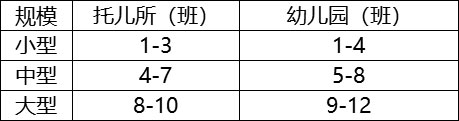 规模 托儿所（班） 幼儿园（班）
小型 1-3 1-4
中型 4-7 5-8
大型 8-10 9-12